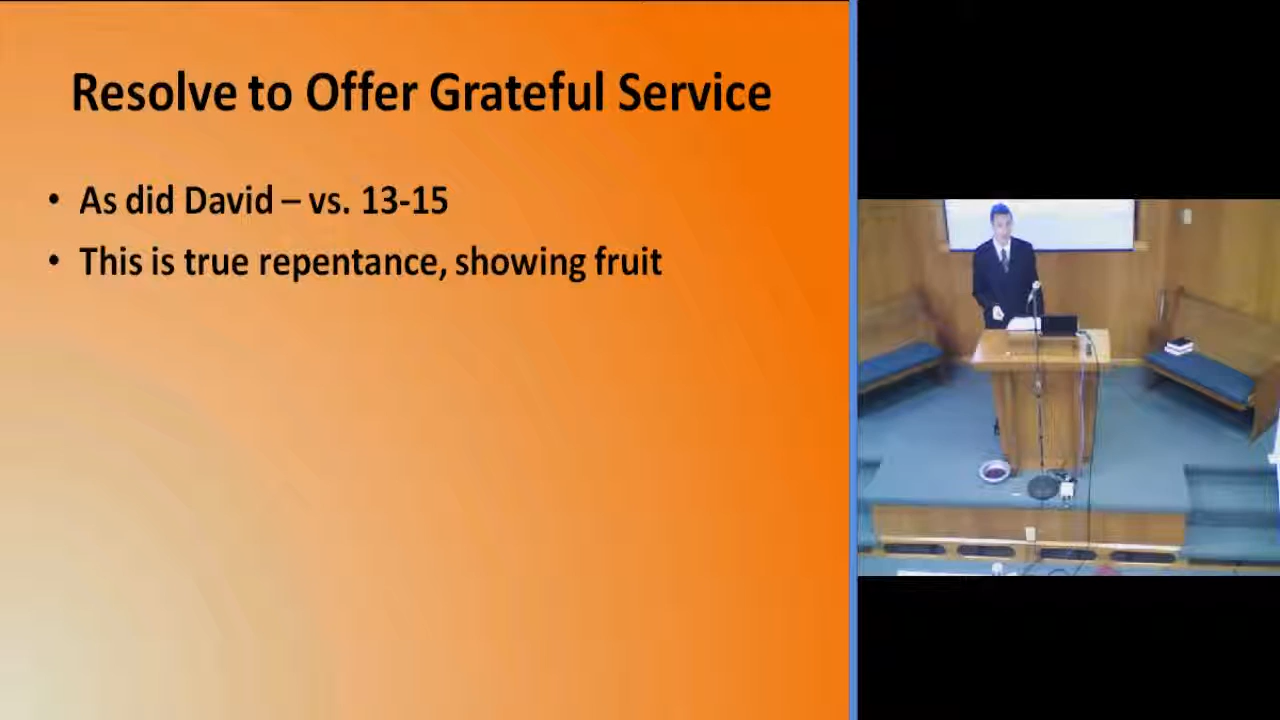 Resolve to Offer Grateful Service
• As did David – vs. 13-15
• This is true repentance, showing fruit